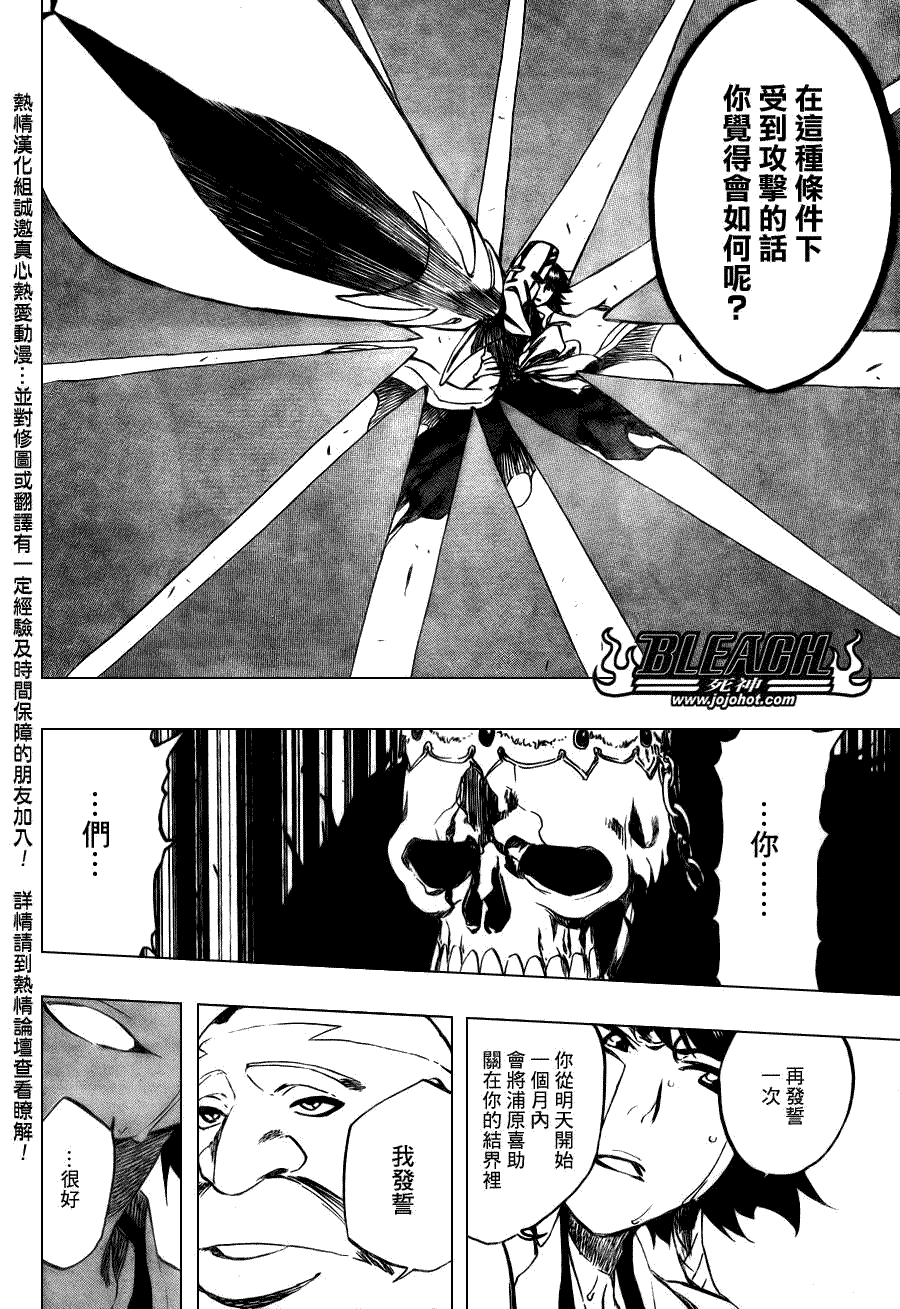 在這種條件下
受到攻擊的話
你覺得會如何呢？
BLEACH
死神
www.jojohot.com
你……
…們…
再發誓
一次
你從明天開始
一個月內
會將浦原喜助
關在你的結界裡
我發誓
…很好
熱情漢化組誠邀真心熱愛動漫…並對修圖或翻譯有一定經驗及時間保障的朋友加入！ 詳情請到熱情論壇查看瞭解！